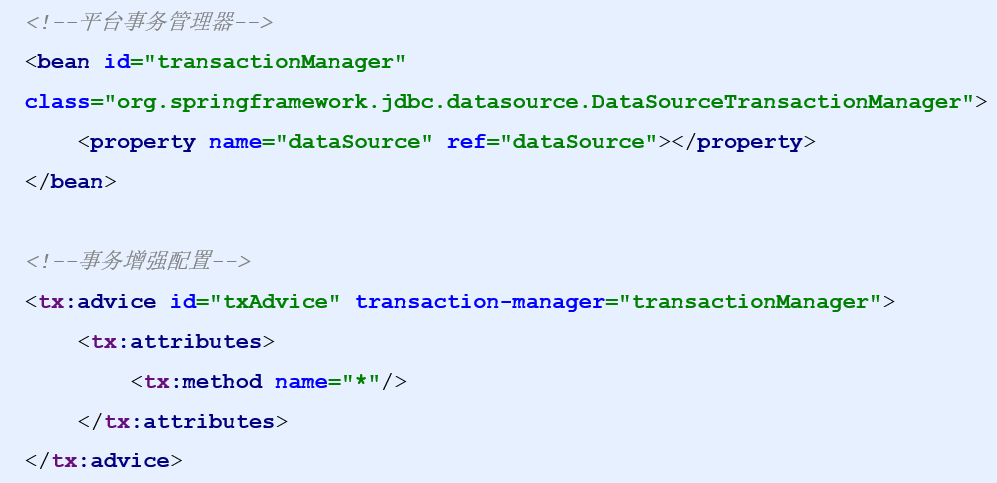 <!--平台事务管理器-->
<bean id="transactionManager"
class="org.springframework.jdbc.datasource.DataSourceTransactionManager">
    <property name="dataSource" ref="dataSource"></property>
</bean>
<!--事务增强配置-->
<tx:advice id="txAdvice" transaction-manager="transactionManager">
    <tx:attributes>
        <tx:method name="*"/>
    </tx:attributes>
</tx:advice>